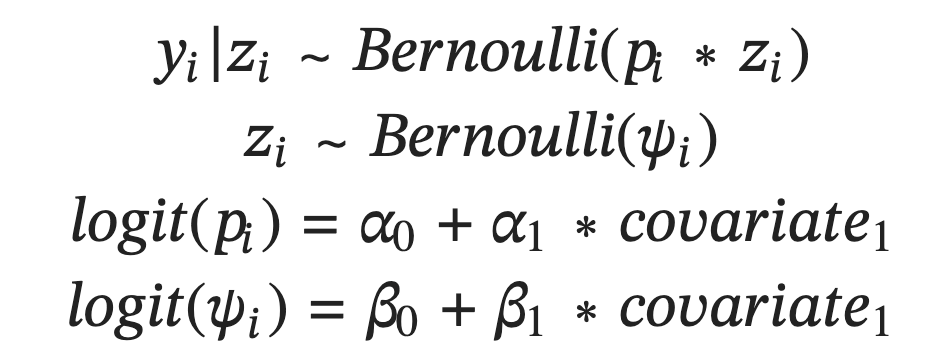 yᵢ|zᵢ ~ Bernoulli(pᵢ * zᵢ)
zᵢ ~ Bernoulli(ψᵢ)
logit(pᵢ) = α₀ + α₁ * covariate₁
logit(ψᵢ) = β₀ + β₁ * covariate₁